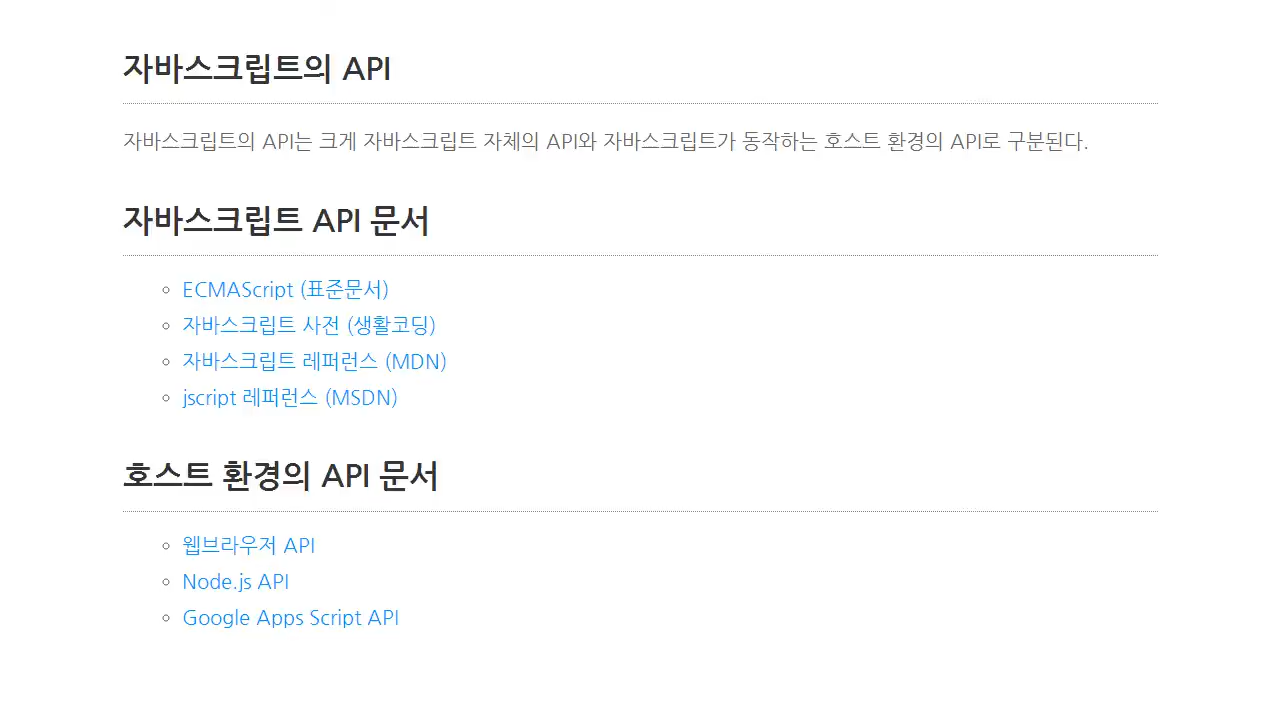 자바스크립트의 API
자바스크립트의 API는 크게 자바스크립트 자체의 API와 자바스크립트가 동작하는 호스트 환경의 API로 구분된다.
자바스크립트 API 문서
ECMAScript (표준문서)
자바스크립트 사전 (생활코딩)
자바스크립트 레퍼런스 (MDN)
jscript 레퍼런스 (MSDN)
호스트 환경의 API 문서
웹브라우저 API
Node.js API
Google Apps Script API